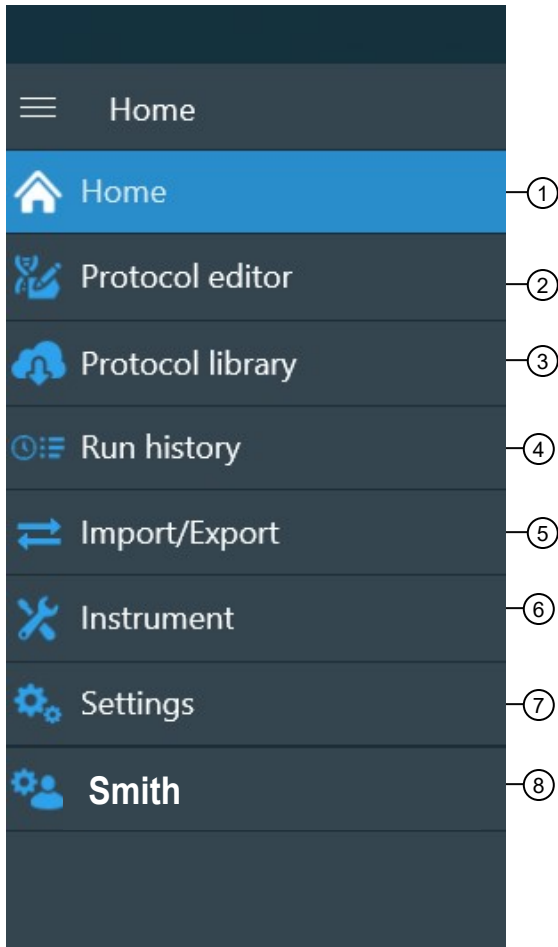 Home
Home 1
Protocol editor 2
Protocol library 3
Run history 4
Import/Export 5
Instrument 6
Settings 7
Smith 8